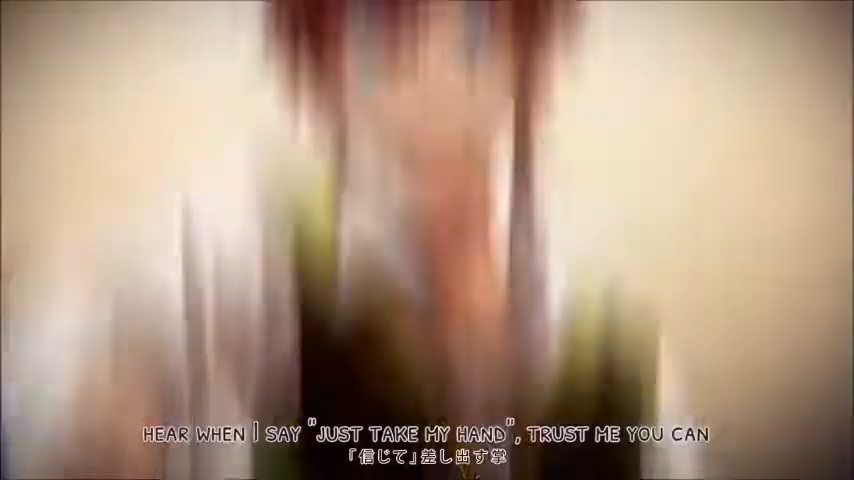 HEAR WHEN I SAY "JUST TAKE MY HAND", TRUST ME YOU CAN
「信じて」差し出す掌